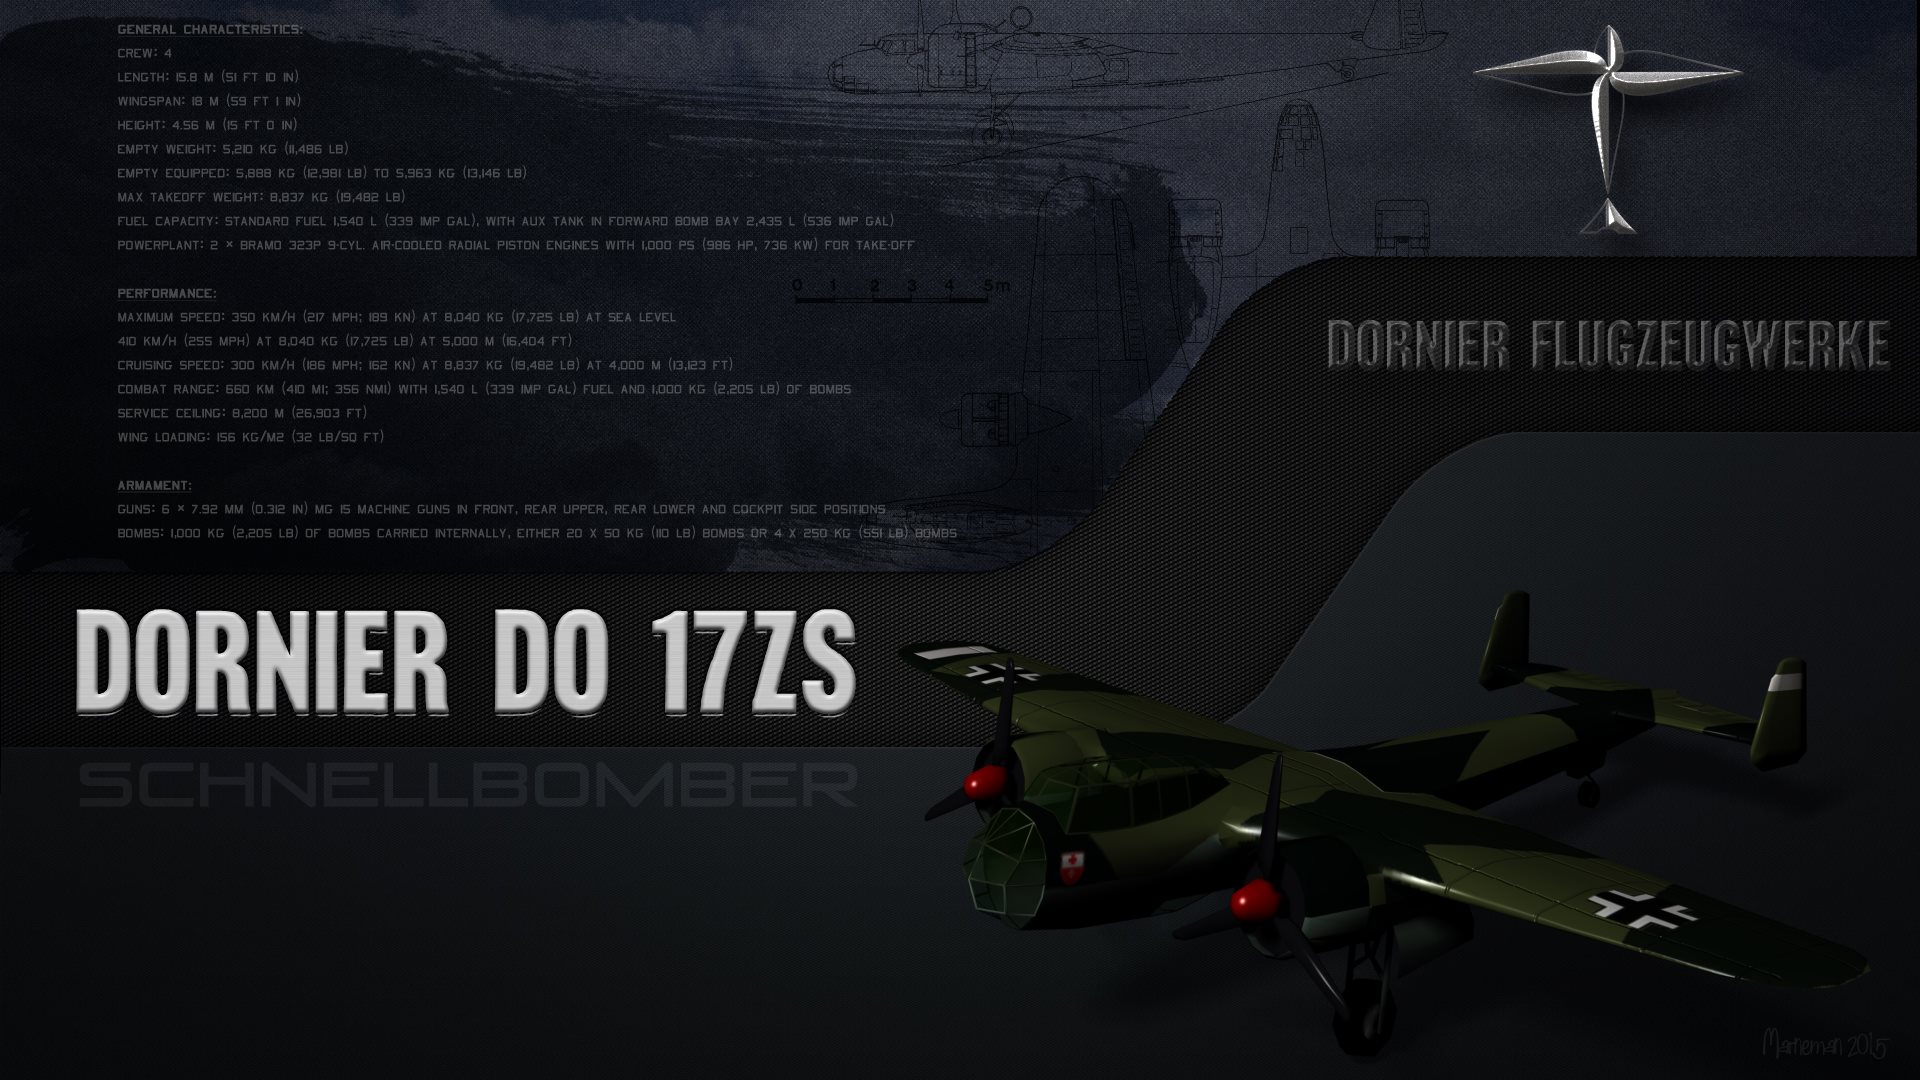 GENERAL CHARACTERISTICS:
CREW: 4
LENGTH: 15.8 M (51 FT 10 IN)
WINGSPAN: 18 M (59 FT 1 IN)
HEIGHT: 4.56 M (15 FT 0 IN)
EMPTY WEIGHT: 5,210 KG (11,486 LB)
EMPTY EQUIPPED: 5,888 KG (12,981 LB) TO 5,963 KG (13,146 LB)
MAX TAKEOFF WEIGHT: 8,837 KG (19,482 LB)
FUEL CAPACITY: STANDARD FUEL 1,540 L (339 IMP GAL), WITH AUX TANK IN FORWARD BOMB BAY 2,435 L (536 IMP GAL)
POWERPLANT: 2 × BRAMO 323P 9-CYL. AIR-COOLED RADIAL PISTON ENGINES WITH 1,000 PS (986 HP, 736 KW) FOR TAKE-OFF
0 1 2 3 4 5m
PERFORMANCE:
MAXIMUM SPEED: 350 KM/H (217 MPH; 189 KN) AT 8,040 KG (17,725 LB) AT SEA LEVEL
410 KM/H (255 MPH) AT 8,040 KG (17,725 LB) AT 5,000 M (16,404 FT)
CRUISING SPEED: 300 KM/H (186 MPH; 162 KN) AT 8,837 KG (19,482 LB) AT 4,000 M (13,123 FT)
COMBAT RANGE: 660 KM (410 MI; 356 NMI) WITH 1,540 L (339 IMP GAL) FUEL AND 1,000 KG (2,205 LB) OF BOMBS
SERVICE CEILING: 8,200 M (26,903 FT)
WING LOADING: 156 KG/M2 (32 LB/SQ FT)
ARMAMENT:
GUNS: 6 × 7.92 MM (0.312 IN) MG 15 MACHINE GUNS IN FRONT, REAR UPPER, REAR LOWER AND COCKPIT SIDE POSITIONS
BOMBS: 1,000 KG (2,205 LB) OF BOMBS CARRIED INTERNALLY, EITHER 20 X 50 KG (110 LB) BOMBS OR 4 X 250 KG (551 LB) BOMBS
DORNIER FLUGZEUGWERKE
DORNIER DO 17ZS
SCHNELLBOMBER
2015